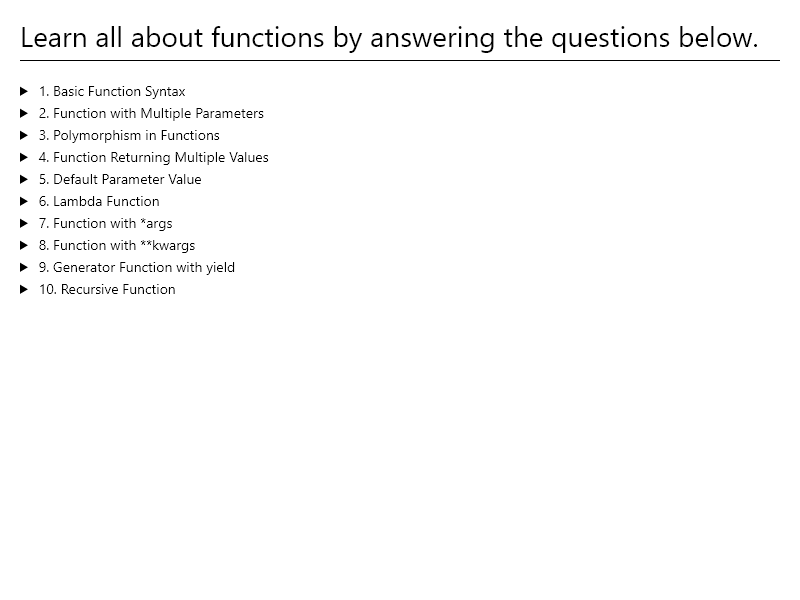 Learn all about functions by answering the questions below.
1. Basic Function Syntax
2. Function with Multiple Parameters
3. Polymorphism in Functions
4. Function Returning Multiple Values
5. Default Parameter Value
6. Lambda Function
7. Function with *args
8. Function with **kwargs
9. Generator Function with yield
10. Recursive Function